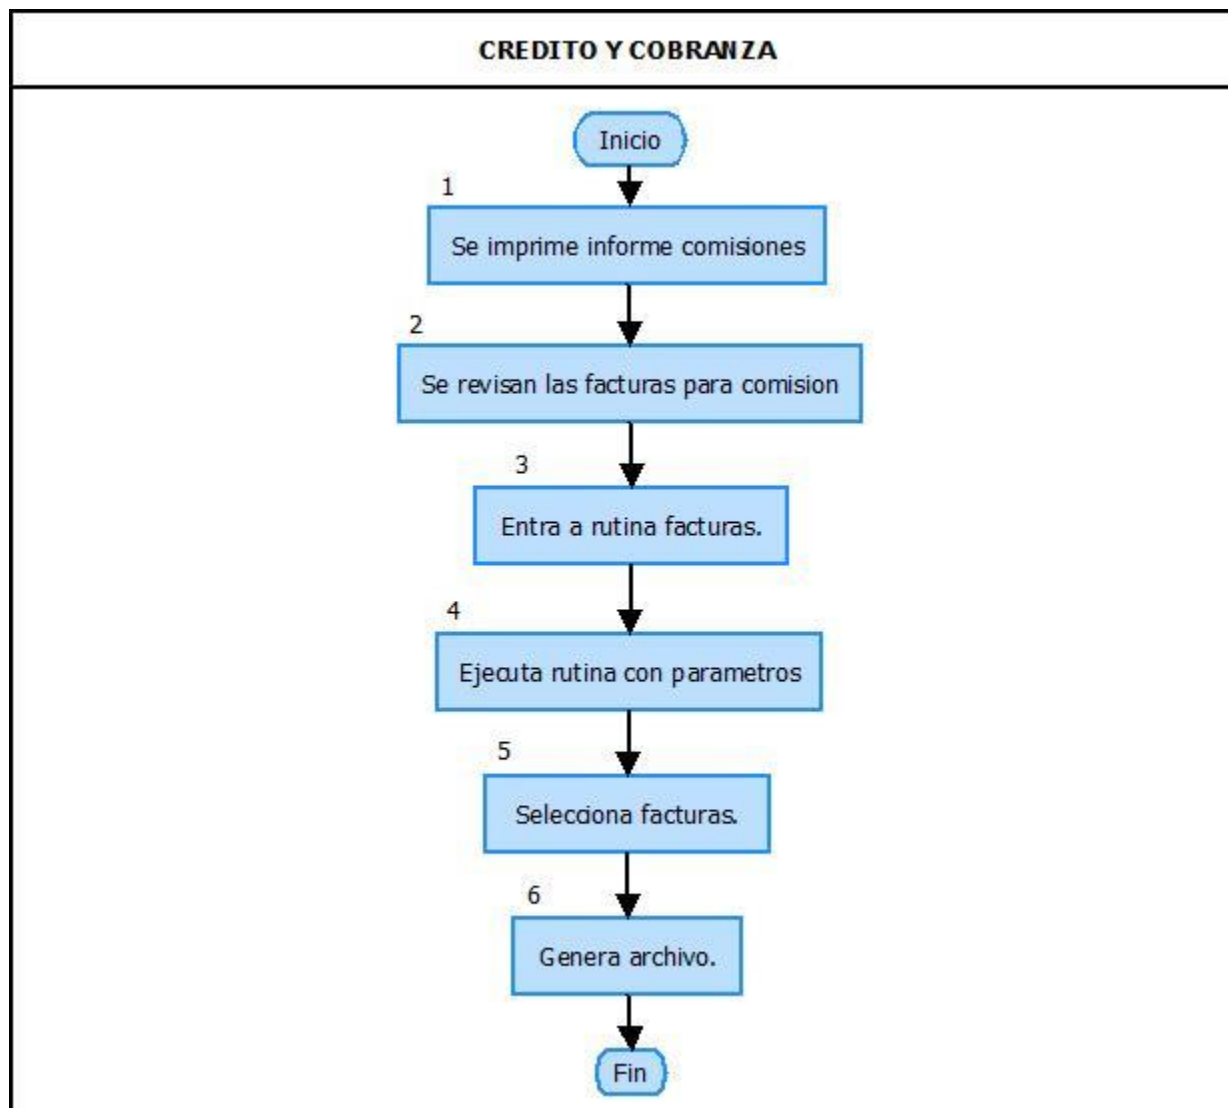 CREDITO Y COBRANZA
Inicio
1
Se imprime informe comisiones
2
Se revisan las facturas para comision
3
Entra a rutina facturas.
4
Ejecuta rutina con parametros
5
Selecciona facturas.
6
Genera archivo.
Fin